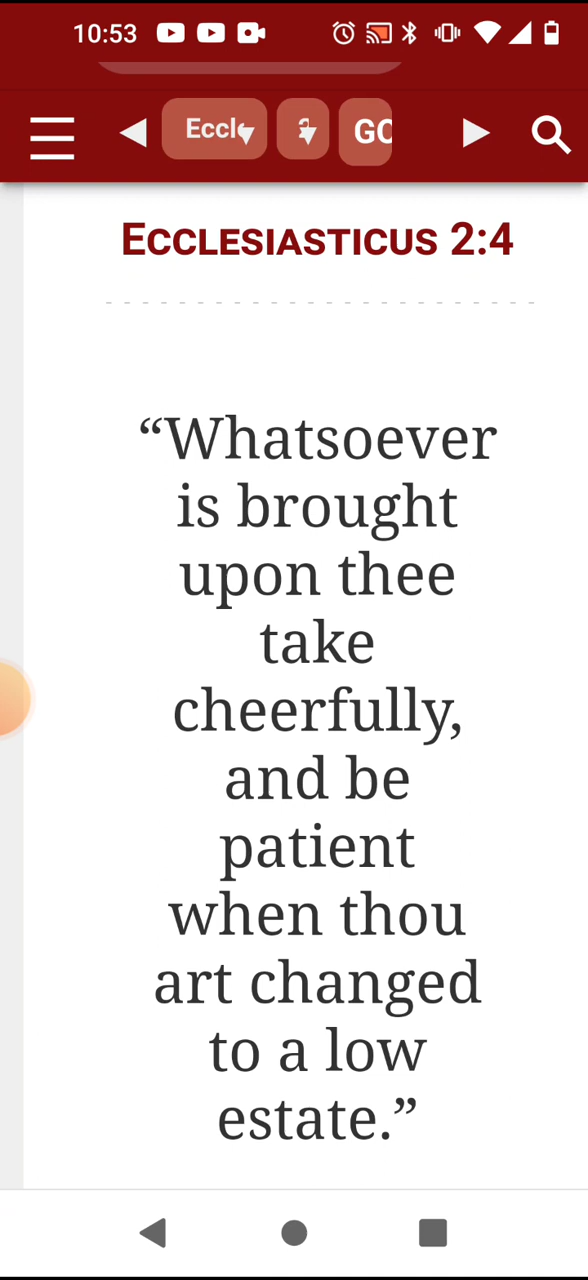 10:53
Eccl
GO
ECCLESIASTICUS 2:4
“Whatsoever
is brought
upon thee
take
cheerfully,
and be
patient
when thou
art changed
to a low
estate.”